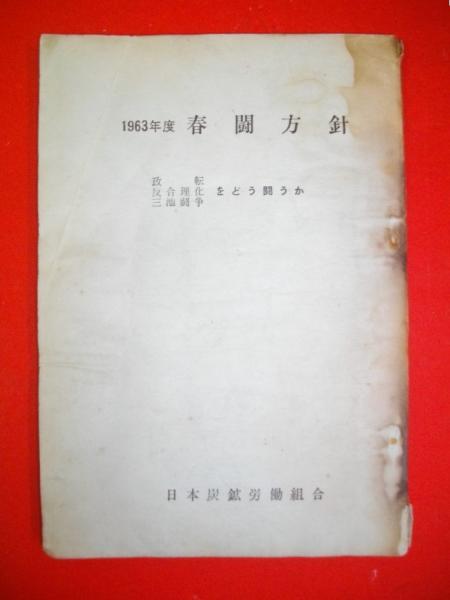 1963年度 春闘方針
政転
反合理化 をどう闘うか
三池闘争
日本炭鉱労働組合